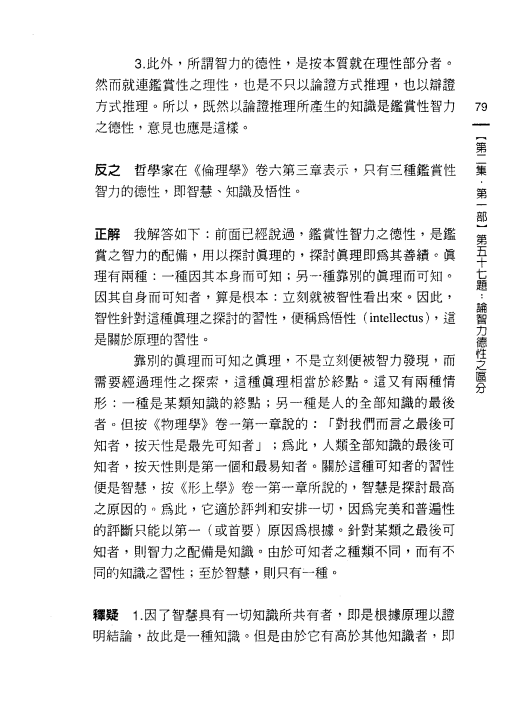 3.此外，所謂智力的德性，是按本質就在理性部分者。
然而就連鑑賞性之理性，也是不只以論證方式推理，也以辯證
方式推理。所以，既然以論證推理所產生的知識是鑑賞性智力
之德性，意見也應是這樣。
反之　哲學家在《倫理學》卷六第三章表示，只有三種鑑賞性
智力的德性，即智慧、知識及悟性。
正解　我解答如下：前面已經說過，鑑賞性智力之德性，是鑑
賞之智力的配備，用以探討眞理的，探討眞理即爲其善績。眞
理有兩種：一種因其本身而可知；另一種靠別的眞理而可知。
因其自身而可知者，算是根本：立刻就被智性看出來。因此，
智性針對這種眞理之探討的習性，便稱爲悟性（intellectus），這
是關於原理的習性。
靠別的眞理而可知之眞理，不是立刻便被智力發現，而
需要經過理性之探索，這種眞理相當於終點。這又有兩種情
形：一種是某類知識的終點；另一種是人的全部知識的最後
者。但按《物理學》卷一第一章說的：「對我們而言之最後可
知者，按天性是最先可知者」；爲此，人類全部知識的最後可
知者，按天性則是第一個和最易知者。關於這種可知者的習性
便是智慧，按《形上學》卷一第一章所說的，智慧是探討最高
之原因的。爲此，它適於評判和安排一切，因爲完美和普遍性
的評斷只能以第一（或首要）原因爲根據。針對某類之最後可
知者，則智力之配備是知識。由於可知者之種類不同，而有不
同的知識之習性；至於智慧，則只有一種。
釋疑　1.因了智慧具有一切知識所共有者，即是根據原理以證
明結論，故此是一種知識。但是由於它有高於其他知識者，即
79
【第二集．第一部】第五十七題：論智力德性之區分